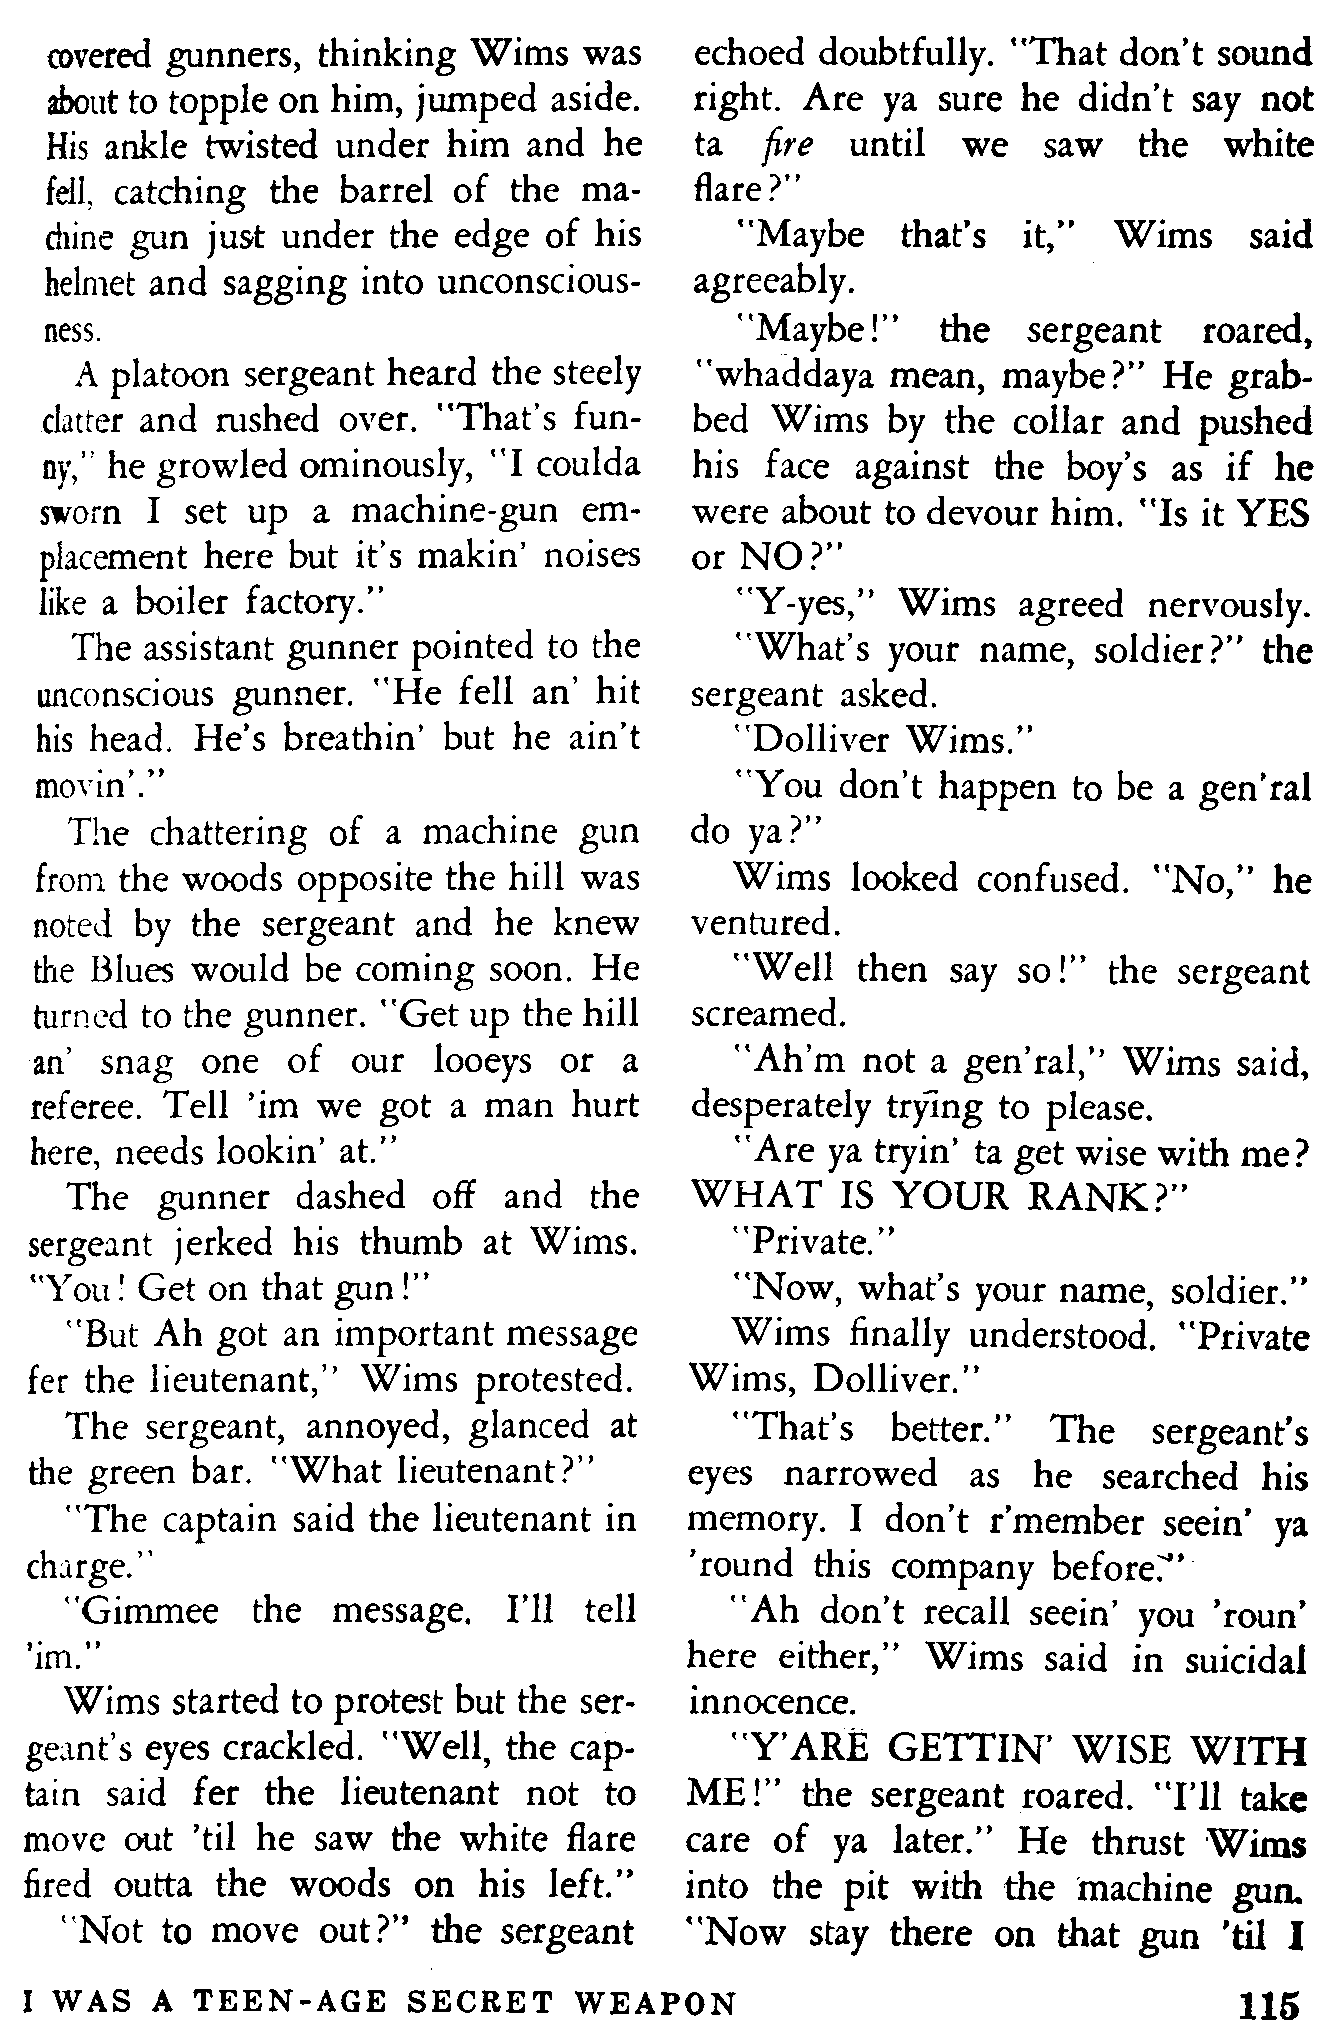 covered gunners, thinking Wims was
about to topple on him, jumped aside.
His ankle twisted under him and he
fell, catching the barrel of the ma-
chine gun just under the edge of his
helmet and sagging into unconscious-
ness.
A platoon sergeant heard the steely
clatter and rushed over. "That's fun-
ny," he growled ominously, "I coulda
sworn I set up a machine-gun em-
placement here but it's makin' noises
like a boiler factory."
The assistant gunner pointed to the
unconscious gunner. "He fell an' hit
his head. He's breathin' but he ain't
movin'."
The chattering of a machine gun
from the woods opposite the hill was
noted by the sergeant and he knew
the Blues would be coming soon. He
turned to the gunner. "Get up the hill
an' snag one of our looeys or a
referee. Tell 'im we got a man hurt
here, needs lookin' at."
The gunner dashed off and the
sergeant jerked his thumb at Wims.
"You! Get on that gun!"
"But Ah got an important message
fer the lieutenant," Wims protested.
The sergeant, annoyed, glanced at
the green bar. "What lieutenant?"
"The captain said the lieutenant in
charge."
"Gimmee the message. I'll tell
'im."
Wims started to protest but the ser-
geant's eyes crackled. "Well, the cap-
tain said fer the lieutenant not to
move out 'til he saw the white flare
fired outta the woods on his left."
"Not to move out?" the sergeant
echoed doubtfully. "That don't sound
right. Are ya sure he didn't say not
ta fire until we saw the white
flare?"
"Maybe that's it," Wims said
agreeably.
"Maybe!" the sergeant roared,
"whaddaya mean, maybe?" He grab-
bed Wims by the collar and pushed
his face against the boy's as if he
were about to devour him. "Is it YES
or NO?"
"Y-yes," Wims agreed nervously.
"What's your name, soldier?" the
sergeant asked.
"Dolliver Wims."
"You don't happen to be a gen'ral
do ya?"
Wims looked confused. "No," he
ventured.
"Well then say so!" the sergeant
screamed.
"Ah'm not a gen'ral," Wims said,
desperately trying to please.
"Are ya tryin' ta get wise with me?
WHAT IS YOUR RANK?"
"Private."
"Now, what's your name, soldier."
Wims finally understood. "Private
Wims, Dolliver."
"That's better." The sergeant's
eyes narrowed as he searched his
memory. I don't r'member seein' ya
'round this company before."
"Ah don't recall seein' you 'roun'
here either," Wims said in suicidal
innocence.
"Y'ARE GETTIN' WISE WITH
ME!" the sergeant roared. "I'll take
care of ya later." He thrust Wims
into the pit with the machine gun.
"Now stay there on that gun 'til I
I WAS A TEEN-AGE SECRET WEAPON 115